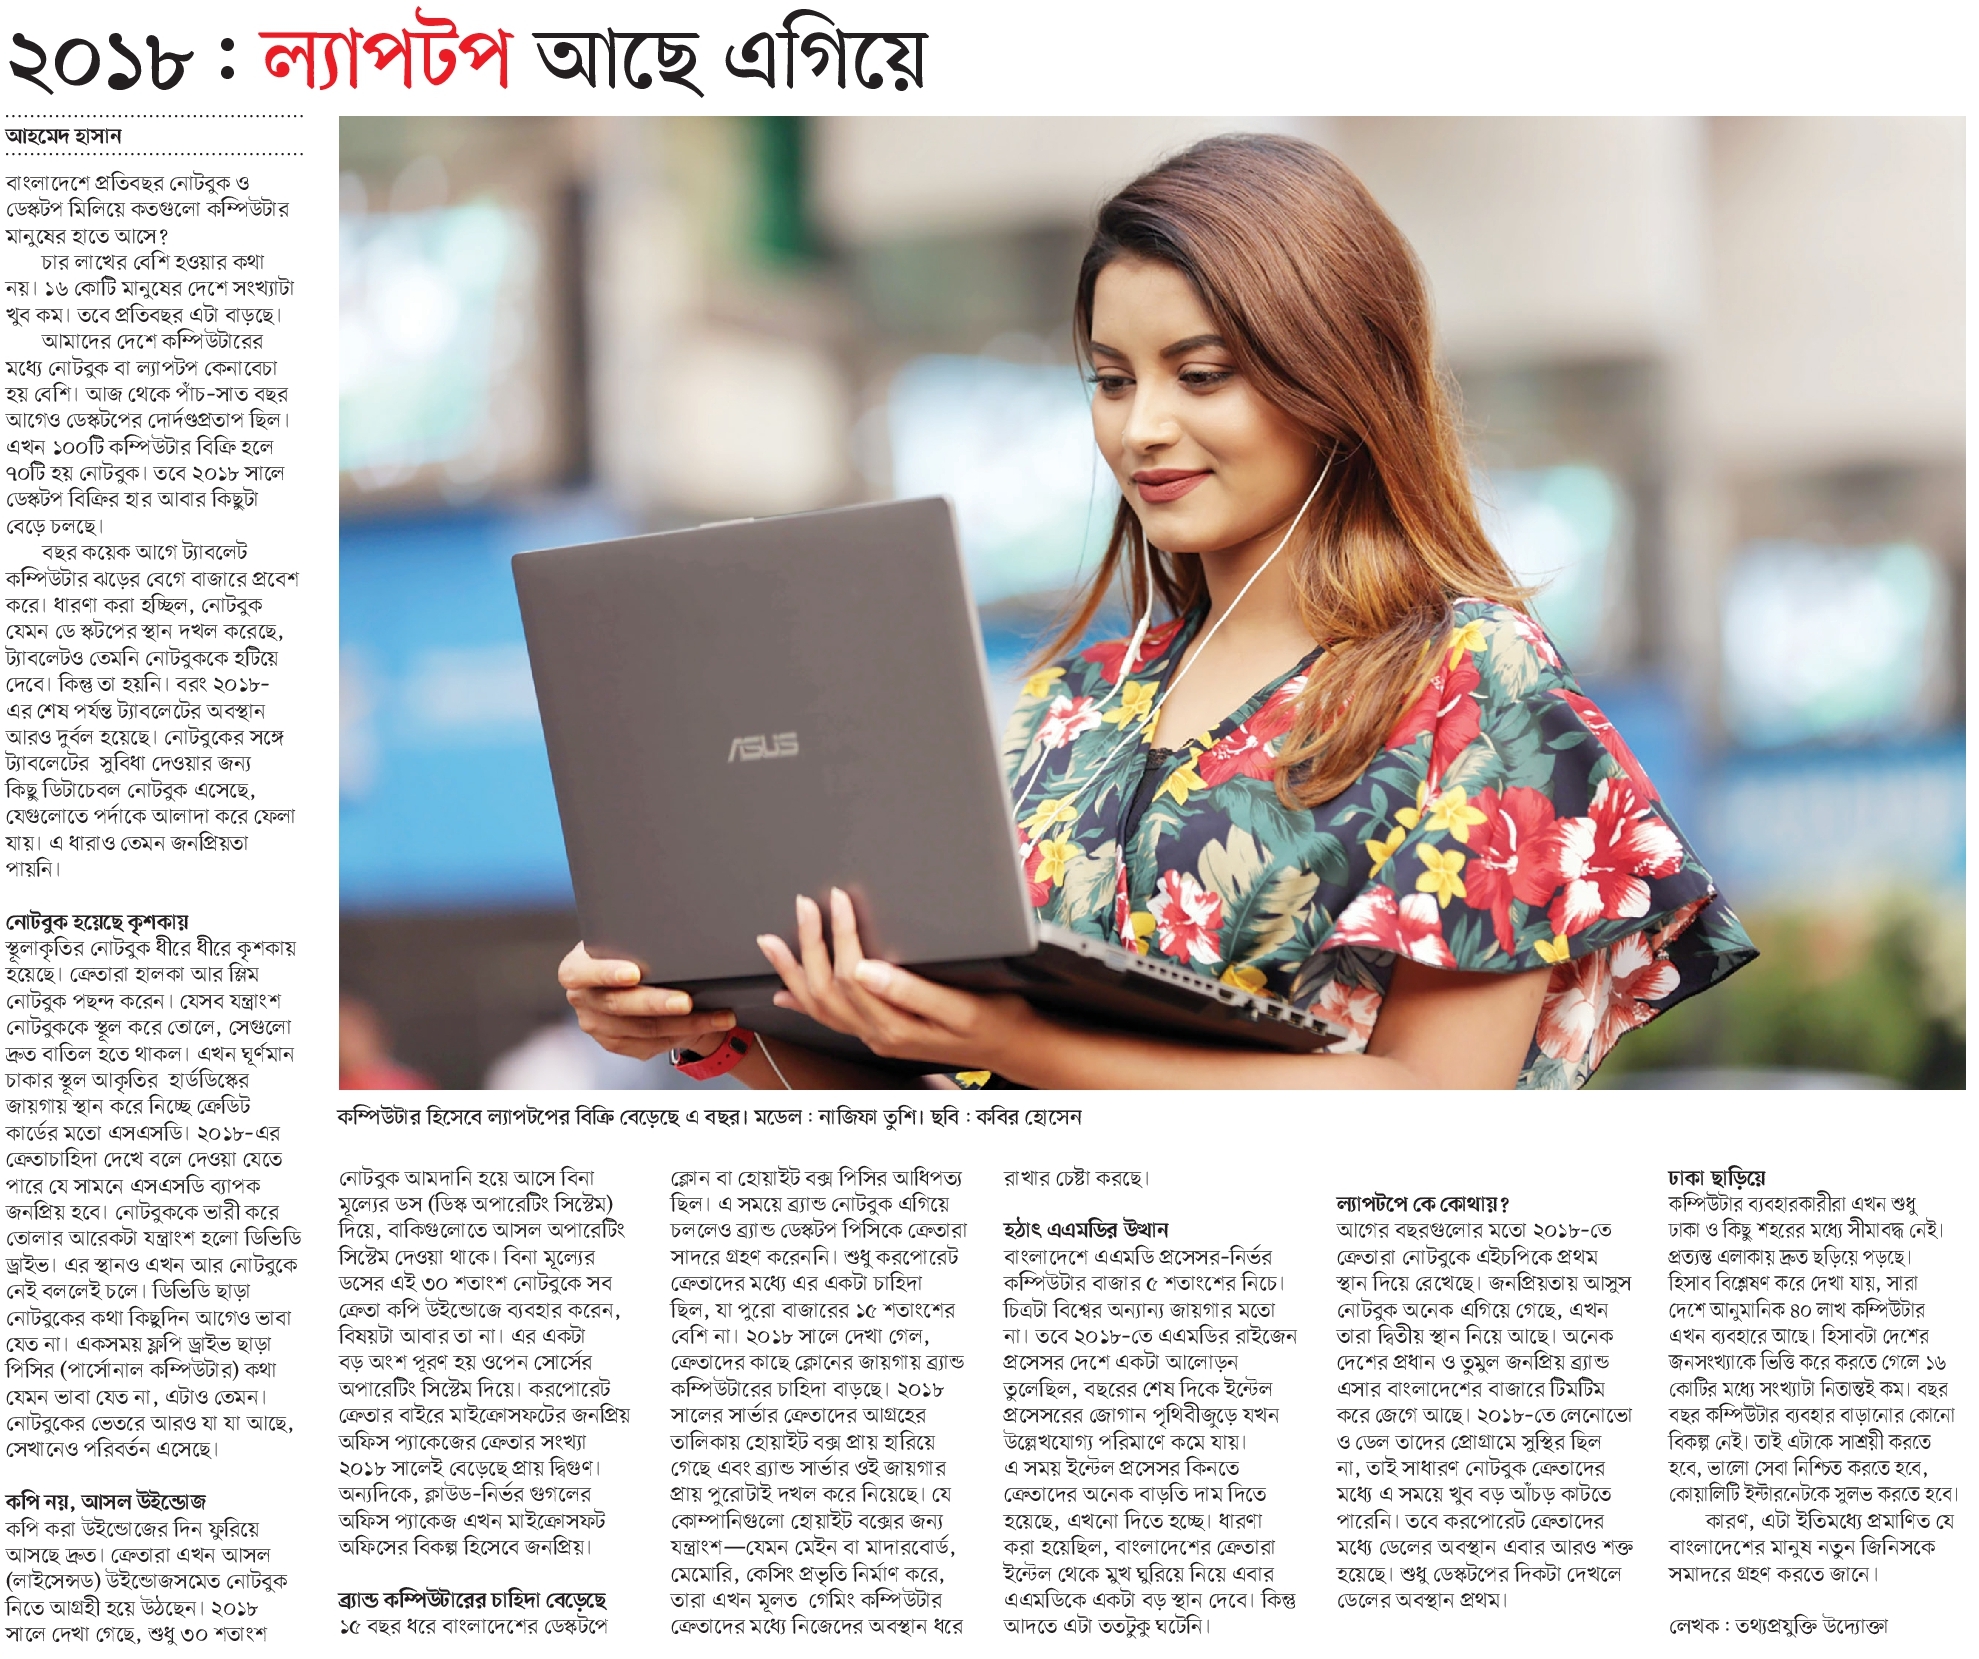 ২০১৮ : ল্যাপটপ আছে এগিয়ে
আহমেদ হাসান
বাংলাদেশে প্রতিবছর নোটবুক ও
ডেস্কটপ মিলিয়ে কতগুলো কম্পিউটার
মানুষের হাতে আসে?
চার লাখের বেশি হওয়ার কথা
নয়। ১৬ কোটি মানুষের দেশে সংখ্যাটা
খুব কম। তবে প্রতিবছর এটা বাড়ছে।
আমাদের দেশে কম্পিউটারের
মধ্যে নোটবুক বা ল্যাপটপ কেনাবেচা
হয় বেশি। আজ থেকে পাঁচ-সাত বছর
আগেও ডেস্কটপের দোর্দণ্ডপ্রতাপ ছিল।
এখন ১০০টি কম্পিউটার বিক্রি হলে
৭০টি হয় নোটবুক। তবে ২০১৮ সালে
ডেস্কটপ বিক্রির হার আবার কিছুটা
বেড়ে চলছে।
বছর কয়েক আগে ট্যাবলেট
কম্পিউটার ঝড়ের বেগে বাজারে প্রবেশ
করে। ধারণা করা হচ্ছিল, নোটবুক
যেমন ডে স্কটপের স্থান দখল করেছে,
ট্যাবলেটও তেমনি নোটবুককে হটিয়ে
দেবে। কিন্তু তা হয়নি। বরং ২০১৮-
এর শেষ পর্যন্ত ট্যাবলেটের অবস্থান
আরও দুর্বল হয়েছে। নোটবুকের সঙ্গে
ট্যাবলেটের সুবিধা দেওয়ার জন্য
কিছু ডিটাচেবল নোটবুক এসেছে,
যেগুলোতে পর্দাকে আলাদা করে ফেলা
যায়। এ ধারাও তেমন জনপ্রিয়তা
পায়নি।
নোটবুক হয়েছে কৃশকায়
স্থূলাকৃতির নোটবুক ধীরে ধীরে কৃশকায়
হয়েছে। ক্রেতারা হালকা আর স্লিম
নোটবুক পছন্দ করেন। যেসব যন্ত্রাংশ
নোটবুককে স্থূল করে তোলে, সেগুলো
দ্রুত বাতিল হতে থাকল। এখন ঘূর্ণমান
চাকার স্থূল আকৃতির হার্ডডিস্কের
জায়গায় স্থান করে নিচ্ছে ক্রেডিট
কার্ডের মতো এসএসডি। ২০১৮-এর
ক্রেতাচাহিদা দেখে বলে দেওয়া যেতে
পারে যে সামনে এসএসডি ব্যাপক
জনপ্রিয় হবে। নোটবুককে ভারী করে
তোলার আরেকটা যন্ত্রাংশ হলো ডিভিডি
ড্রাইভ। এর স্থানও এখন আর নোটবুকে
নেই বললেই চলে। ডিভিডি ছাড়া
নোটবুকের কথা কিছুদিন আগেও ভাবা
যেত না। একসময় ফ্লপি ড্রাইভ ছাড়া
পিসির (পার্সোনাল কম্পিউটার) কথা
যেমন ভাবা যেত না, এটাও তেমন।
নোটবুকের ভেতরে আরও যা যা আছে,
সেখানেও পরিবর্তন এসেছে।
কপি নয়, আসল উইন্ডোজ
কপি করা উইন্ডোজের দিন ফুরিয়ে
আসছে দ্রুত। ক্রেতারা এখন আসল
(লাইসেন্সড) উইন্ডোজসমেত নোটবুক
নিতে আগ্রহী হয়ে উঠছেন। ২০১৮
সালে দেখা গেছে, শুধু ৩০ শতাংশ
ASUS
কম্পিউটার হিসেবে ল্যাপটপের বিক্রি বেড়েছে এ বছর। মডেল : নাজিফা তুশি। ছবি : কবির হোসেন
নোটবুক আমদানি হয়ে আসে বিনা
মূল্যের ডস (ডিস্ক অপারেটিং সিস্টেম)
দিয়ে, বাকিগুলোতে আসল অপারেটিং
সিস্টেম দেওয়া থাকে। বিনা মূল্যের
ডসের এই ৩০ শতাংশ নোটবুকে সব
ক্রেতা কপি উইন্ডোজে ব্যবহার করেন,
বিষয়টা আবার তা না। এর একটা
বড় অংশ পূরণ হয় ওপেন সোর্সের
অপারেটিং সিস্টেম দিয়ে। করপোরেট
ক্রেতার বাইরে মাইক্রোসফটের জনপ্রিয়
অফিস প্যাকেজের ক্রেতার সংখ্যা
২০১৮ সালেই বেড়েছে প্রায় দ্বিগুণ।
অন্যদিকে, ক্লাউড-নির্ভর গুগলের
অফিস প্যাকেজ এখন মাইক্রোসফট
অফিসের বিকল্প হিসেবে জনপ্রিয়।
ব্র্যান্ড কম্পিউটারের চাহিদা বেড়েছে
১৫ বছর ধরে বাংলাদেশের ডেস্কটপে
ক্লোন বা হোয়াইট বক্স পিসির আধিপত্য
ছিল। এ সময়ে ব্র্যান্ড নোটবুক এগিয়ে
চললেও ব্র্যান্ড ডেস্কটপ পিসিকে ক্রেতারা
সাদরে গ্রহণ করেননি। শুধু করপোরেট
ক্রেতাদের মধ্যে এর একটা চাহিদা
ছিল, যা পুরো বাজারের ১৫ শতাংশের
বেশি না। ২০১৮ সালে দেখা গেল,
ক্রেতাদের কাছে ক্লোনের জায়গায় ব্র্যান্ড
কম্পিউটারের চাহিদা বাড়ছে। ২০১৮
সালের সার্ভার ক্রেতাদের আগ্রহের
তালিকায় হোয়াইট বক্স প্রায় হারিয়ে
গেছে এবং ব্র্যান্ড সার্ভার ওই জায়গার
প্রায় পুরোটাই দখল করে নিয়েছে। যে
কোম্পানিগুলো হোয়াইট বক্সের জন্য
যন্ত্রাংশ—যেমন মেইন বা মাদারবোর্ড,
মেমোরি, কেসিং প্রভৃতি নির্মাণ করে,
তারা এখন মূলত গেমিং কম্পিউটার
ক্রেতাদের মধ্যে নিজেদের অবস্থান ধরে
রাখার চেষ্টা করছে।
হঠাৎ এএমডির উত্থান
বাংলাদেশে এএমডি প্রসেসর-নির্ভর
কম্পিউটার বাজার ৫ শতাংশের নিচে।
চিত্রটা বিশ্বের অন্যান্য জায়গার মতো
না। তবে ২০১৮-তে এএমডির রাইজেন
প্রসেসর দেশে একটা আলোড়ন
তুলেছিল, বছরের শেষ দিকে ইন্টেল
প্রসেসরের জোগান পৃথিবীজুড়ে যখন
উল্লেখযোগ্য পরিমাণে কমে যায়।
এ সময় ইন্টেল প্রসেসর কিনতে
ক্রেতাদের অনেক বাড়তি দাম দিতে
হয়েছে, এখনো দিতে হচ্ছে। ধারণা
করা হয়েছিল, বাংলাদেশের ক্রেতারা
ইন্টেল থেকে মুখ ঘুরিয়ে নিয়ে এবার
এএমডিকে একটা বড় স্থান দেবে। কিন্তু
আদতে এটা ততটুকু ঘটেনি।
ল্যাপটপে কে কোথায়?
আগের বছরগুলোর মতো ২০১৮-তে
ক্রেতারা নোটবুকে এইচপিকে প্রথম
স্থান দিয়ে রেখেছে। জনপ্রিয়তায় আসুস
নোটবুক অনেক এগিয়ে গেছে, এখন
তারা দ্বিতীয় স্থান নিয়ে আছে। অনেক
দেশের প্রধান ও তুমুল জনপ্রিয় ব্র্যান্ড
এসার বাংলাদেশের বাজারে টিমটিম
করে জেগে আছে। ২০১৮-তে লেনোভো
ও ডেল তাদের প্রোগ্রামে সুস্থির ছিল
না, তাই সাধারণ নোটবুক ক্রেতাদের
মধ্যে এ সময়ে খুব বড় আঁচড় কাটতে
পারেনি। তবে করপোরেট ক্রেতাদের
মধ্যে ডেলের অবস্থান এবার আরও শক্ত
হয়েছে। শুধু ডেস্কটপের দিকটা দেখলে
ডেলের অবস্থান প্রথম।
ঢাকা ছাড়িয়ে
কম্পিউটার ব্যবহারকারীরা এখন শুধু
ঢাকা ও কিছু শহরের মধ্যে সীমাবদ্ধ নেই।
প্রত্যন্ত এলাকায় দ্রুত ছড়িয়ে পড়ছে।
হিসাব বিশ্লেষণ করে দেখা যায়, সারা
দেশে আনুমানিক ৪০ লাখ কম্পিউটার
এখন ব্যবহারে আছে। হিসাবটা দেশের
জনসংখ্যাকে ভিত্তি করে করতে গেলে ১৬
কোটির মধ্যে সংখ্যাটা নিতান্তই কম। বছর
বছর কম্পিউটার ব্যবহার বাড়ানোর কোনো
বিকল্প নেই। তাই এটাকে সাশ্রয়ী করতে
হবে, ভালো সেবা নিশ্চিত করতে হবে,
কোয়ালিটি ইন্টারনেটকে সুলভ করতে হবে।
কারণ, এটা ইতিমধ্যে প্রমাণিত যে
বাংলাদেশের মানুষ নতুন জিনিসকে
সমাদরে গ্রহণ করতে জানে।
লেখক : তথ্যপ্রযুক্তি উদ্যোক্তা